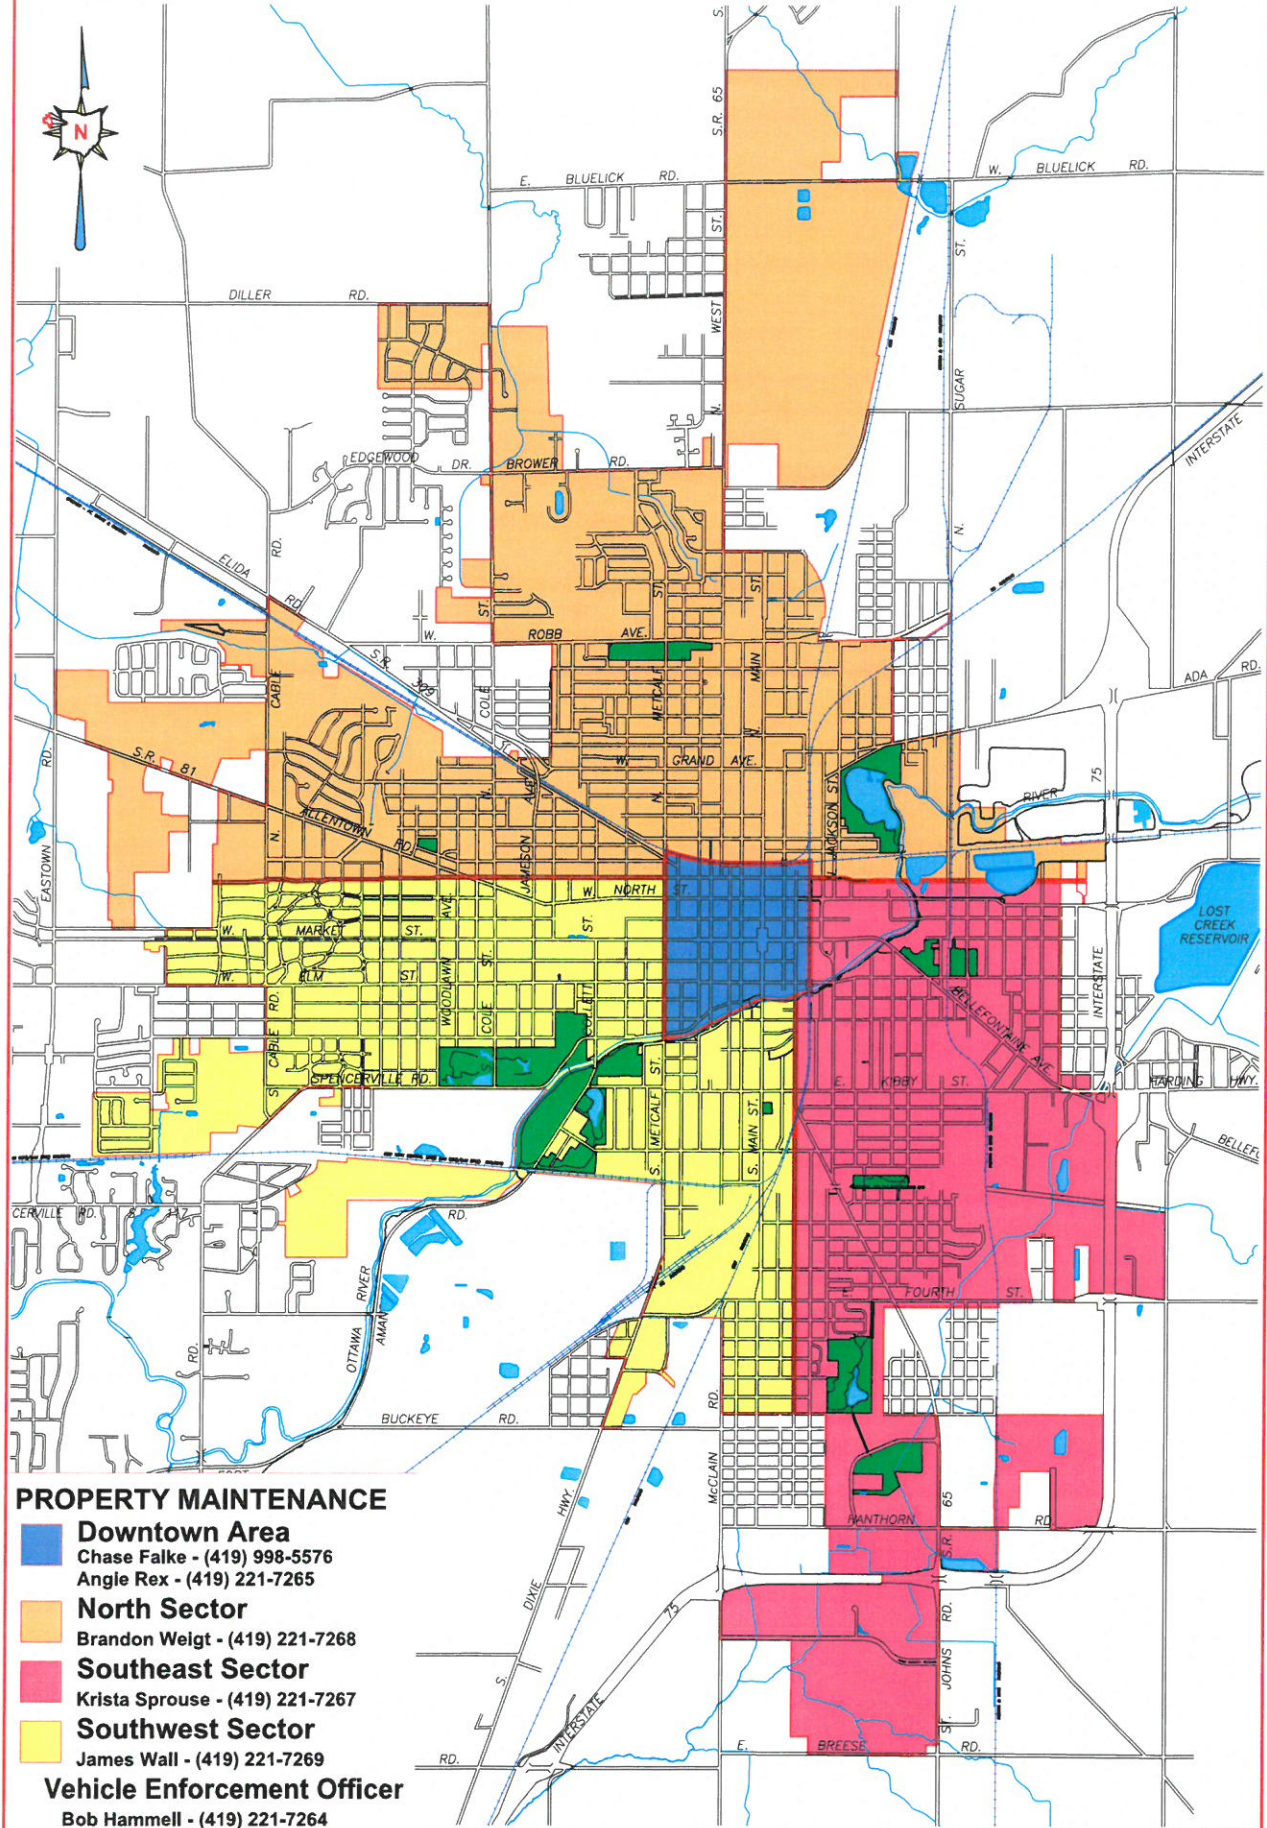 N
S.
S.R. 65
E. BLUELICK RD.
W. BLUELICK RD.
ST.
ST.
DILLER RD.
WEST
N.
SUGAR
N.
INTERSTATE
EDGEWOOD DR.
BROWER RD.
ELIDA RD.
RD.
CABLE
N.
ST.
W. ROBB AVE.
S.R. 309
COLE
N.
ST.
METCALF
N.
ST.
MAIN
N.
ADA RD.
S.R. 81
RD.
EASTOWN
W. GRAND AVE.
ALLENTOWN RD.
AVE.
JAMESON
N. JACKSON ST.
RIVER
75
INTERSTATE
W. NORTH ST.
LOST
CREEK
RESERVOIR
W. MARKET ST.
W. ELM ST.
AVE.
WOODLAWN
ST.
COLE
S.
ST.
COLLETT
S. CABLE RD.
SPENCERVILLE RD.
BELLEFONTAINE AVE.
E. KIBBY ST.
HARDING HWY.
BELLEF
S. METCALF ST.
S. MAIN ST.
CERVILLE RD. S.R. 117
RD.
E. FOURTH ST.
OTTAWA RIVER
AMAN
RD.
BUCKEYE RD.
RD.
McCLAIN
HANTHORN RD.
S.R. 65
HWY.
DIXIE
S.
75
INTERSTATE
ST. JOHNS RD.
RD.
E. BREESE RD.
PROPERTY MAINTENANCE
Downtown Area
Chase Falke - (419) 998-5576
Angie Rex - (419) 221-7265
North Sector
Brandon Weigt - (419) 221-7268
Southeast Sector
Krista Sprouse - (419) 221-7267
Southwest Sector
James Wall - (419) 221-7269
Vehicle Enforcement Officer
Bob Hammell - (419) 221-7264